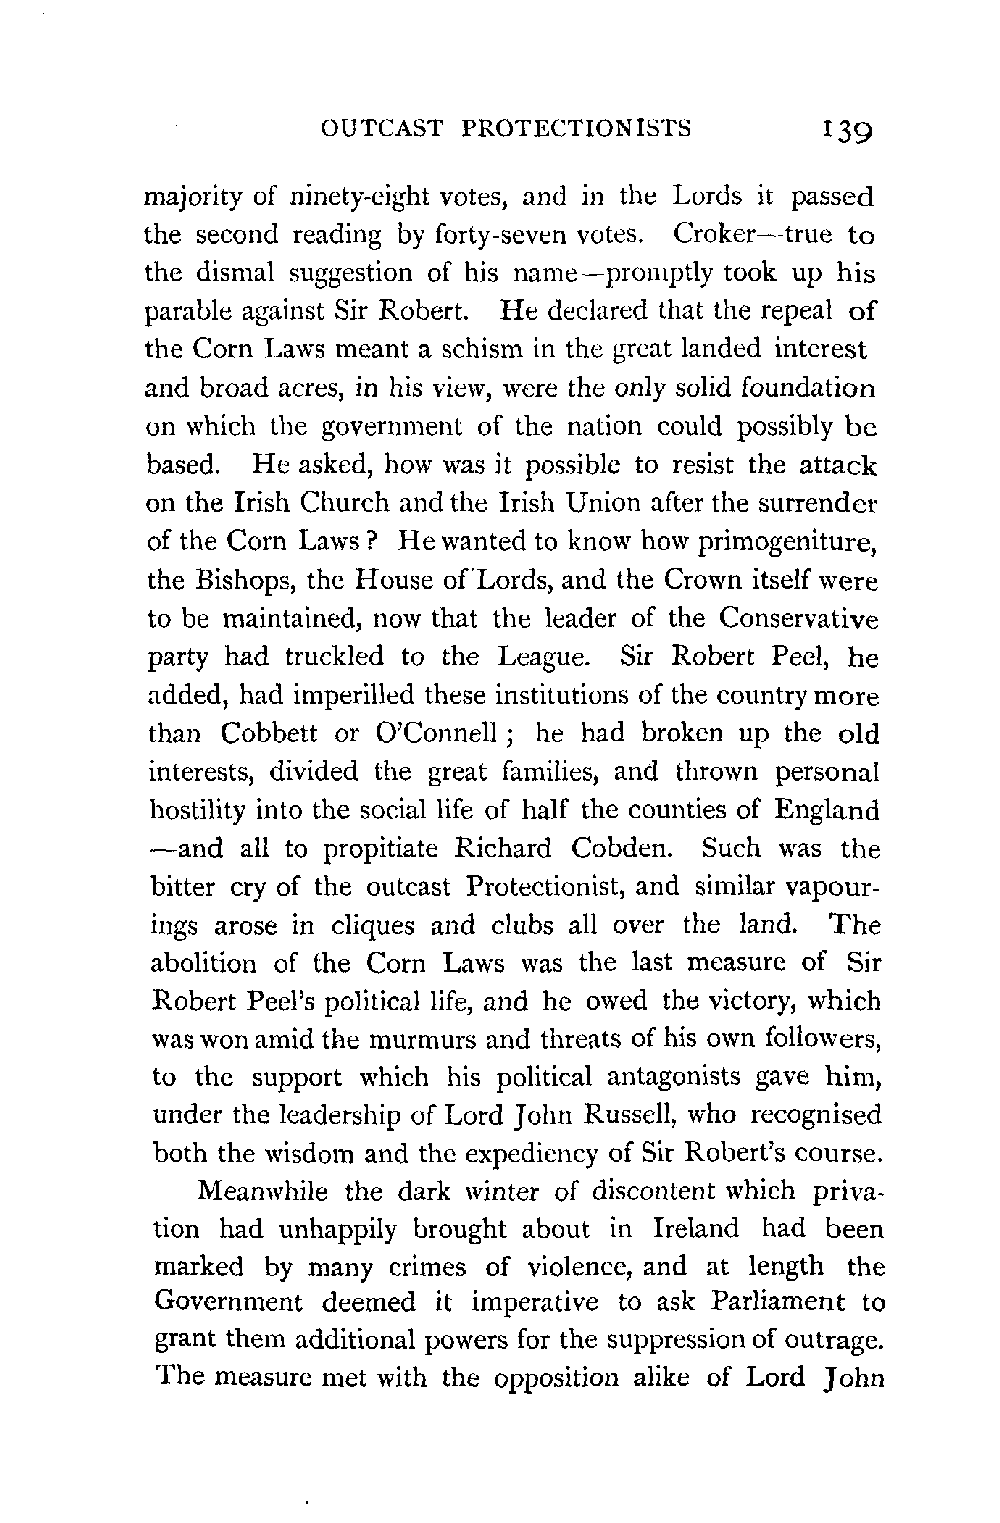 OUTCAST PROTECTIONISTS 139
majority of ninety-eight votes, and in the Lords it passed
the second reading by forty-seven votes. Croker—true to
the dismal suggestion of his name—promptly took up his
parable against Sir Robert. He declared that the repeal of
the Corn Laws meant a schism in the great landed interest
and broad acres, in his view, were the only solid foundation
on which the government of the nation could possibly be
based. He asked, how was it possible to resist the attack
on the Irish Church and the Irish Union after the surrender
of the Corn Laws? He wanted to know how primogeniture,
the Bishops, the House of Lords, and the Crown itself were
to be maintained, now that the leader of the Conservative
party had truckled to the League. Sir Robert Peel, he
added, had imperilled these institutions of the country more
than Cobbett or O'Connell; he had broken up the old
interests, divided the great families, and thrown personal
hostility into the social life of half the counties of England
—and all to propitiate Richard Cobden. Such was the
bitter cry of the outcast Protectionist, and similar vapour-
ings arose in cliques and clubs all over the land. The
abolition of the Corn Laws was the last measure of Sir
Robert Peel's political life, and he owed the victory, which
was won amid the murmurs and threats of his own followers,
to the support which his political antagonists gave him,
under the leadership of Lord John Russell, who recognised
both the wisdom and the expediency of Sir Robert's course.
Meanwhile the dark winter of discontent which priva-
tion had unhappily brought about in Ireland had been
marked by many crimes of violence, and at length the
Government deemed it imperative to ask Parliament to
grant them additional powers for the suppression of outrage.
The measure met with the opposition alike of Lord John